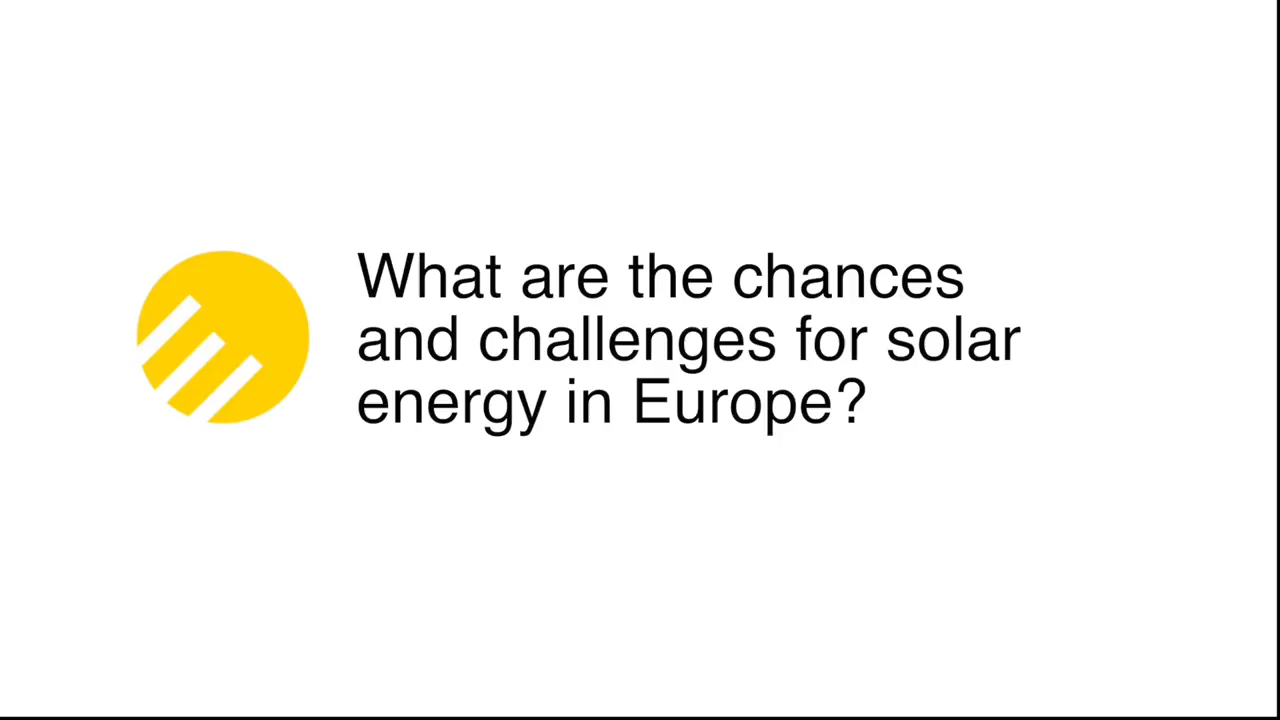 What are the chances
and challenges for solar
energy in Europe?